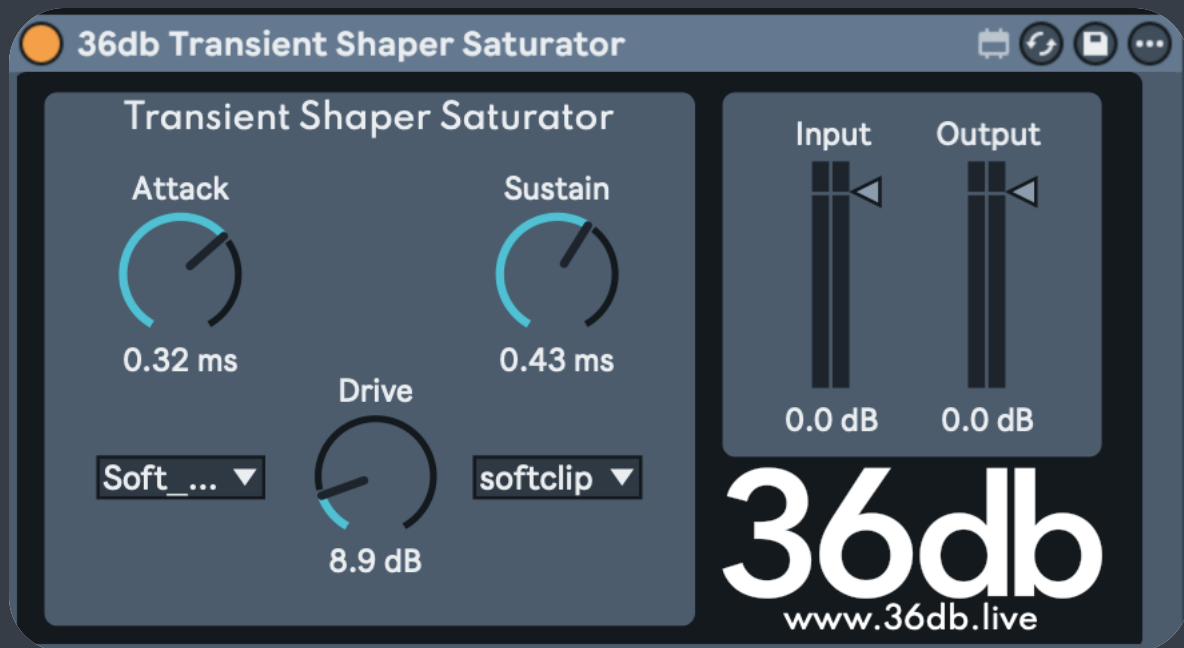 36db Transient Shaper Saturator
Transient Shaper Saturator
Attack
Sustain
0.32 ms
0.43 ms
Drive
Soft_...
softclip
8.9 dB
Input
Output
0.0 dB
0.0 dB
36db
www.36db.live